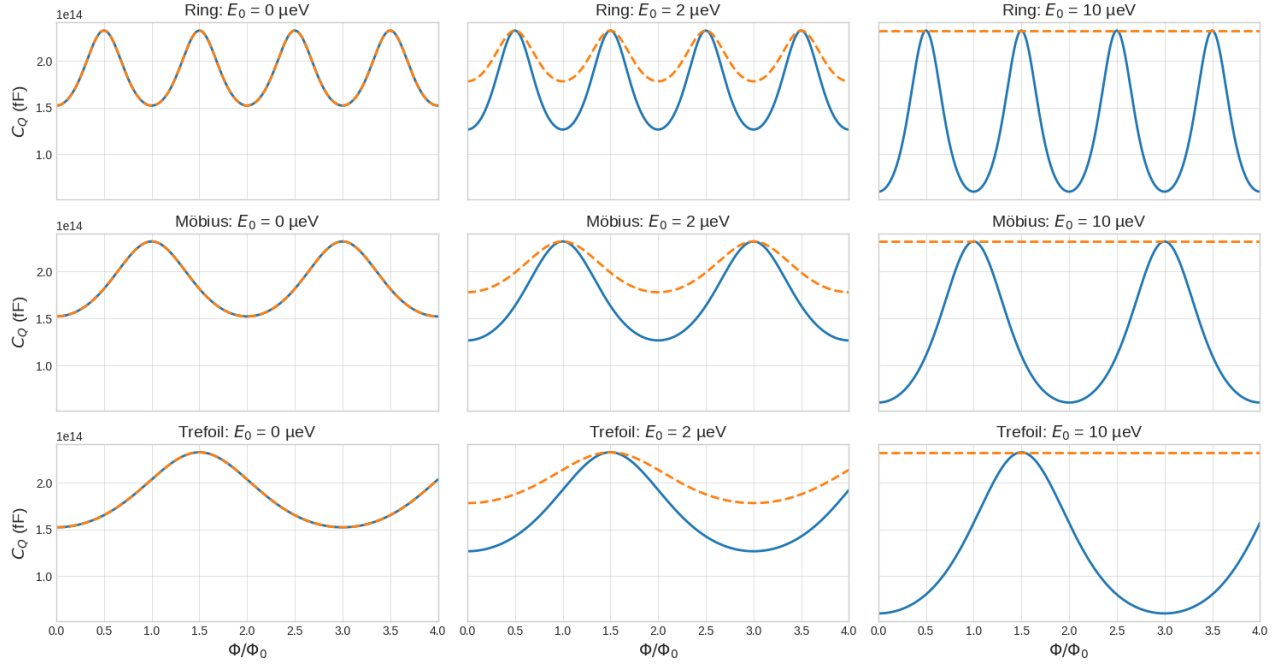 Ring: E₀ = 0 µeV
Ring: E₀ = 2 µeV
Ring: E₀ = 10 µeV
1e14
2.0
1.5
1.0
C_Q (fF)
Möbius: E₀ = 0 µeV
Möbius: E₀ = 2 µeV
Möbius: E₀ = 10 µeV
1e14
2.0
1.5
1.0
C_Q (fF)
Trefoil: E₀ = 0 µeV
Trefoil: E₀ = 2 µeV
Trefoil: E₀ = 10 µeV
1e14
2.0
1.5
1.0
C_Q (fF)
0.0 0.5 1.0 1.5 2.0 2.5 3.0 3.5 4.0
0.0 0.5 1.0 1.5 2.0 2.5 3.0 3.5 4.0
0.0 0.5 1.0 1.5 2.0 2.5 3.0 3.5 4.0
Φ/Φ₀
Φ/Φ₀
Φ/Φ₀